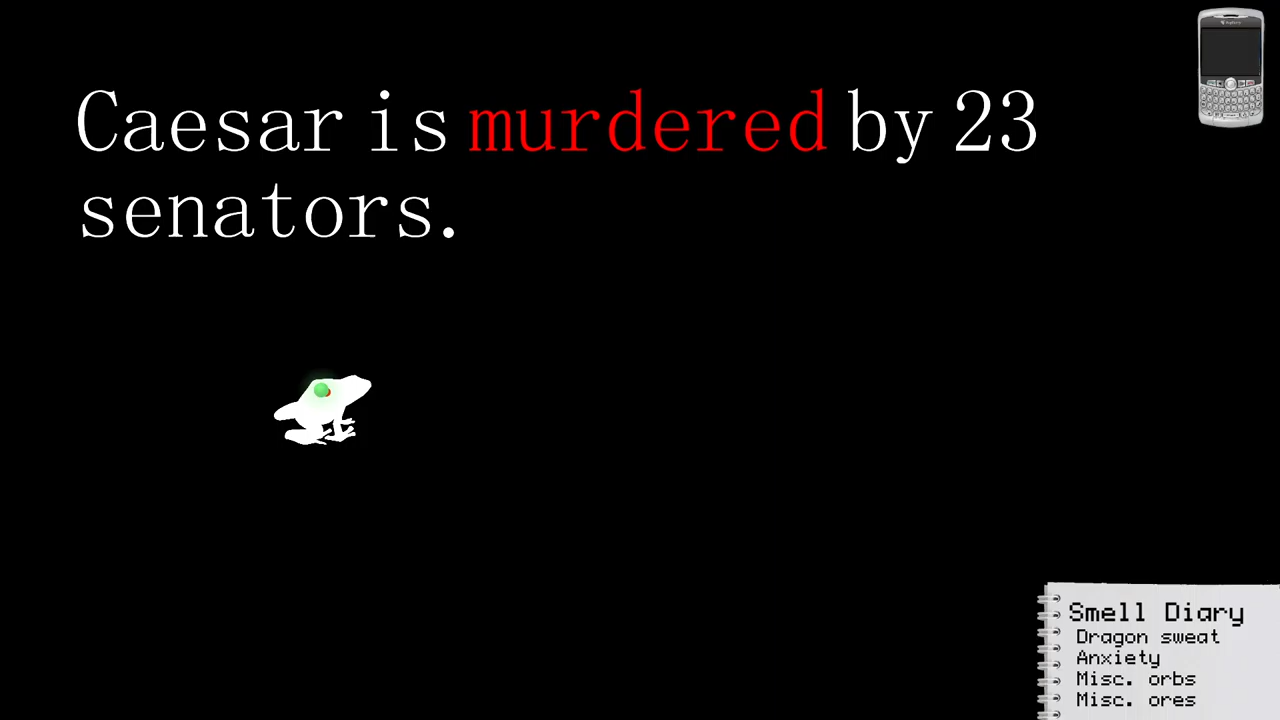 Caesar is murdered by 23
senators.
Smell Diary
Dragon sweat
Anxiety
Misc. orbs
Misc. ores